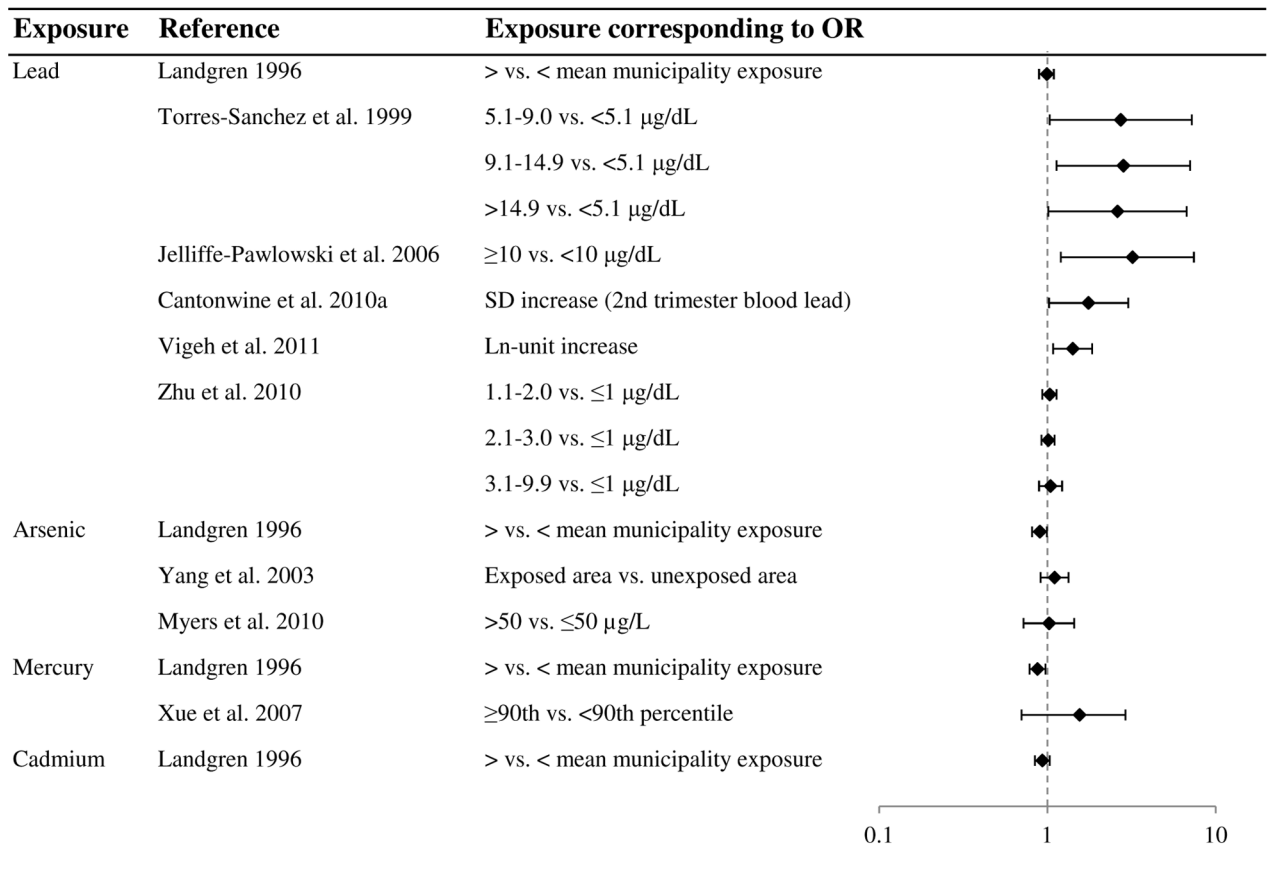 Exposure Reference Exposure corresponding to OR
Lead Landgren 1996 > vs. < mean municipality exposure
Torres-Sanchez et al. 1999 5.1-9.0 vs. <5.1 μg/dL
9.1-14.9 vs. <5.1 μg/dL
>14.9 vs. <5.1 μg/dL
Jelliffe-Pawlowski et al. 2006 ≥10 vs. <10 μg/dL
Cantonwine et al. 2010a SD increase (2nd trimester blood lead)
Vigeh et al. 2011 Ln-unit increase
Zhu et al. 2010 1.1-2.0 vs. ≤1 μg/dL
2.1-3.0 vs. ≤1 μg/dL
3.1-9.9 vs. ≤1 μg/dL
Arsenic Landgren 1996 > vs. < mean municipality exposure
Yang et al. 2003 Exposed area vs. unexposed area
Myers et al. 2010 >50 vs. ≤50 μg/L
Mercury Landgren 1996 > vs. < mean municipality exposure
Xue et al. 2007 ≥90th vs. <90th percentile
Cadmium Landgren 1996 > vs. < mean municipality exposure
0.1 1 10